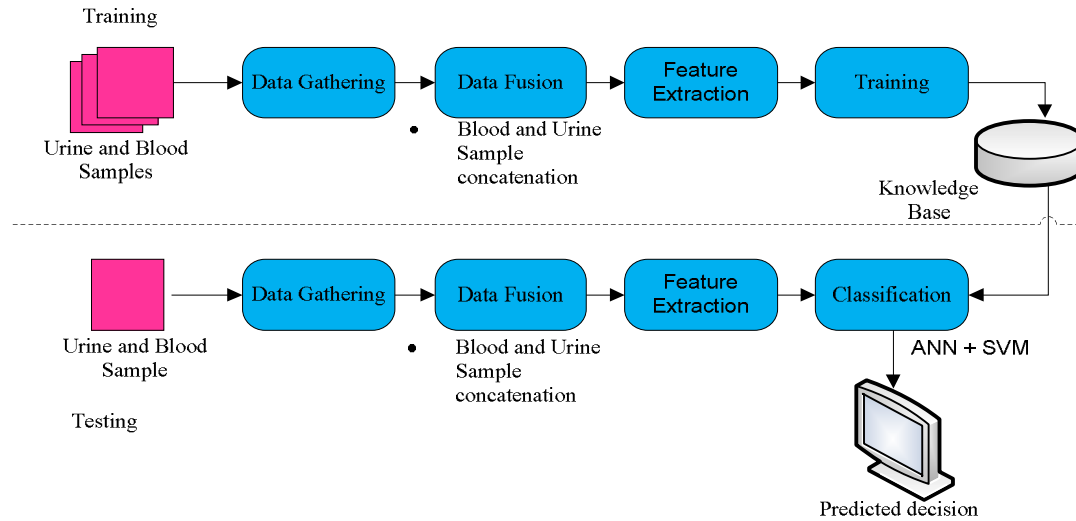 Training
Data Gathering
Data Fusion
Feature
Extraction
Training
Urine and Blood
Samples
• Blood and Urine
Sample
concatenation
Knowledge
Base
Data Gathering
Data Fusion
Feature
Extraction
Classification
Urine and Blood
Sample
• Blood and Urine
Sample
concatenation
ANN + SVM
Testing
Predicted decision